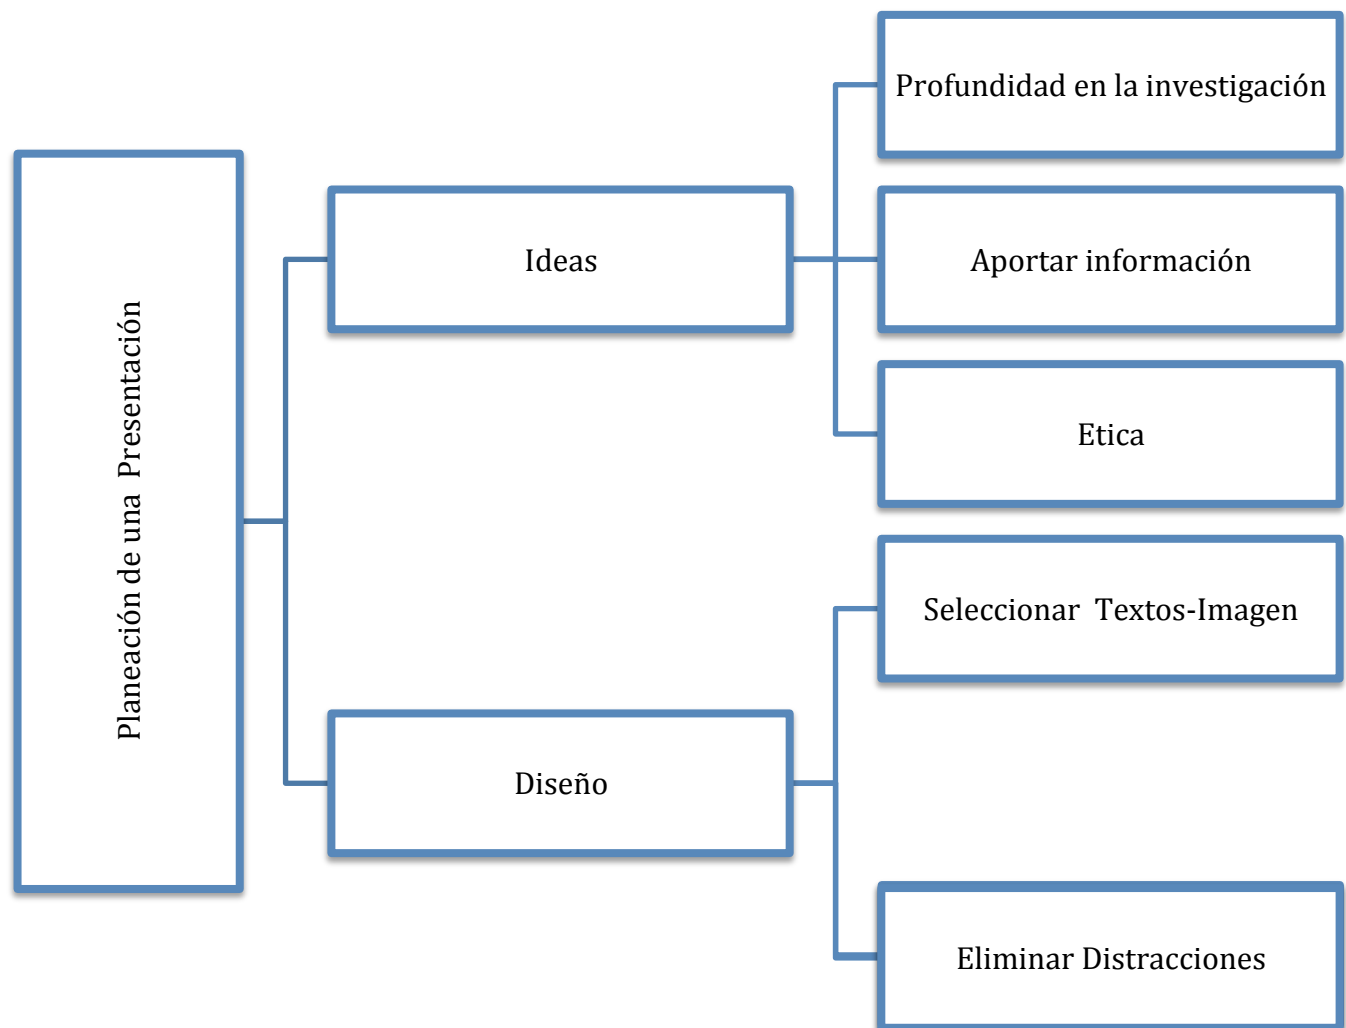 Planeación de una  Presentación
Ideas
Profundidad en la investigación
Aportar información
Etica
Diseño
Seleccionar  Textos-Imagen
Eliminar Distracciones